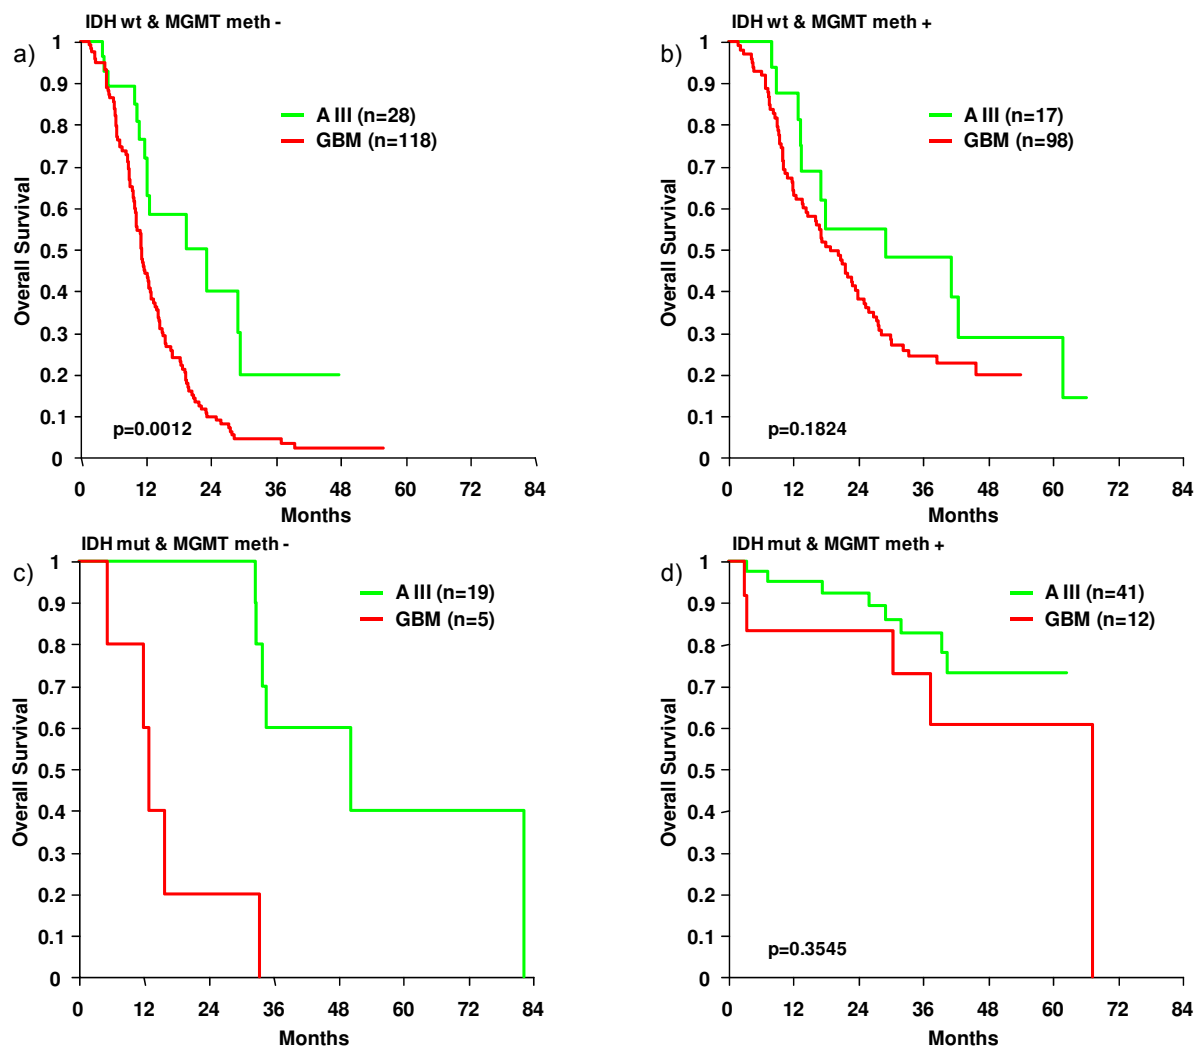 IDH wt & MGMT meth -
a)
1
0.9
0.8
0.7
0.6
0.5
0.4
0.3
0.2
0.1
0
Overall Survival
A III (n=28)
GBM (n=118)
p=0.0012
0 12 24 36 48 60 72 84
Months
IDH wt & MGMT meth +
b)
1
0.9
0.8
0.7
0.6
0.5
0.4
0.3
0.2
0.1
0
Overall Survival
A III (n=17)
GBM (n=98)
p=0.1824
0 12 24 36 48 60 72 84
Months
IDH mut & MGMT meth -
c)
1
0.9
0.8
0.7
0.6
0.5
0.4
0.3
0.2
0.1
0
Overall Survival
A III (n=19)
GBM (n=5)
0 12 24 36 48 60 72 84
Months
IDH mut & MGMT meth +
d)
1
0.9
0.8
0.7
0.6
0.5
0.4
0.3
0.2
0.1
0
Overall Survival
A III (n=41)
GBM (n=12)
p=0.3545
0 12 24 36 48 60 72 84
Months